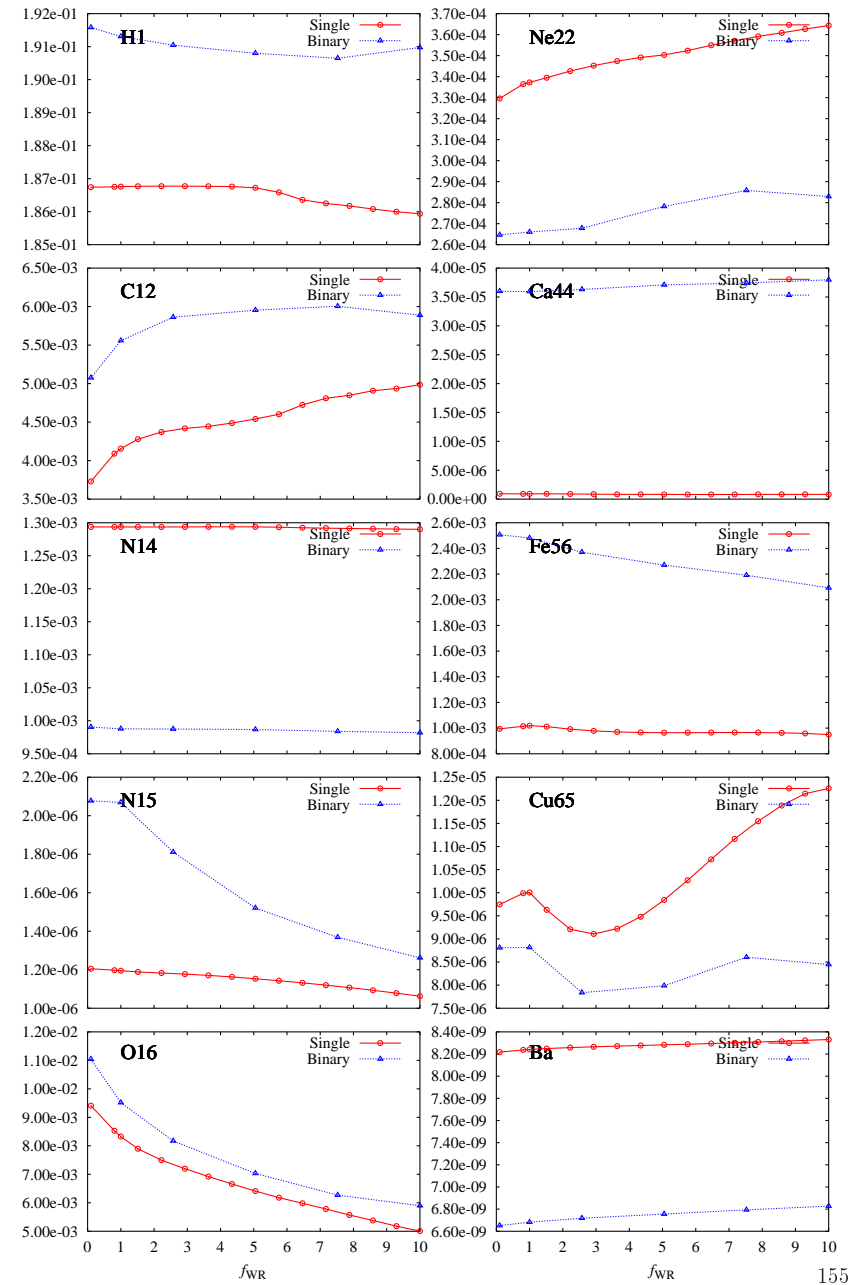 1.92e-01
1.91e-01
1.90e-01
1.89e-01
1.87e-01
1.86e-01
1.85e-01
H1
Single
Binary
3.70e-04
3.60e-04
3.50e-04
3.40e-04
3.30e-04
3.20e-04
3.10e-04
3.00e-04
2.90e-04
2.80e-04
2.70e-04
2.60e-04
Ne22
Single
Binary
6.50e-03
6.00e-03
5.50e-03
5.00e-03
4.50e-03
4.00e-03
3.50e-03
C12
Single
Binary
4.00e-05
3.50e-05
3.00e-05
2.50e-05
2.00e-05
1.50e-05
1.00e-05
5.00e-06
0.00e+00
Ca44
Single
Binary
1.30e-03
1.25e-03
1.20e-03
1.15e-03
1.10e-03
1.05e-03
1.00e-03
9.50e-04
N14
Single
Binary
2.60e-03
2.40e-03
2.20e-03
2.00e-03
1.80e-03
1.60e-03
1.40e-03
1.20e-03
1.00e-03
8.00e-04
Fe56
Single
Binary
2.20e-06
2.00e-06
1.80e-06
1.60e-06
1.40e-06
1.20e-06
1.00e-06
N15
Single
Binary
1.25e-05
1.20e-05
1.15e-05
1.10e-05
1.05e-05
1.00e-05
9.50e-06
9.00e-06
8.50e-06
8.00e-06
7.50e-06
Cu65
Single
Binary
1.20e-02
1.10e-02
1.00e-02
9.00e-03
8.00e-03
7.00e-03
6.00e-03
5.00e-03
O16
Single
Binary
0 1 2 3 4 5 6 7 8 9 10
fWR
8.40e-09
8.20e-09
8.00e-09
7.80e-09
7.60e-09
7.40e-09
7.20e-09
7.00e-09
6.80e-09
6.60e-09
Ba
Single
Binary
0 1 2 3 4 5 6 7 8 9 10
fWR
155